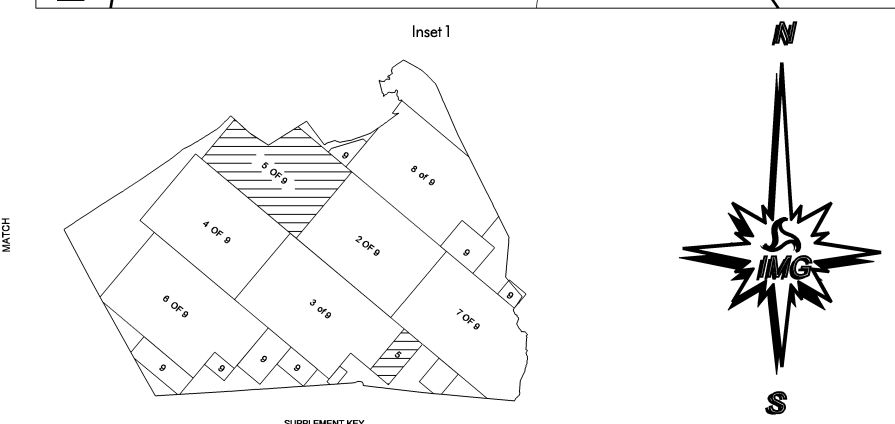 Inset 1
N
MATCH
9
5 OF 9
8 of 9
4 OF 9
2 OF 9
9
IMG
9
6 OF 9
3 of 9
7 OF 9
5
9
9
9
9
S
SUPPLEMENT KEY